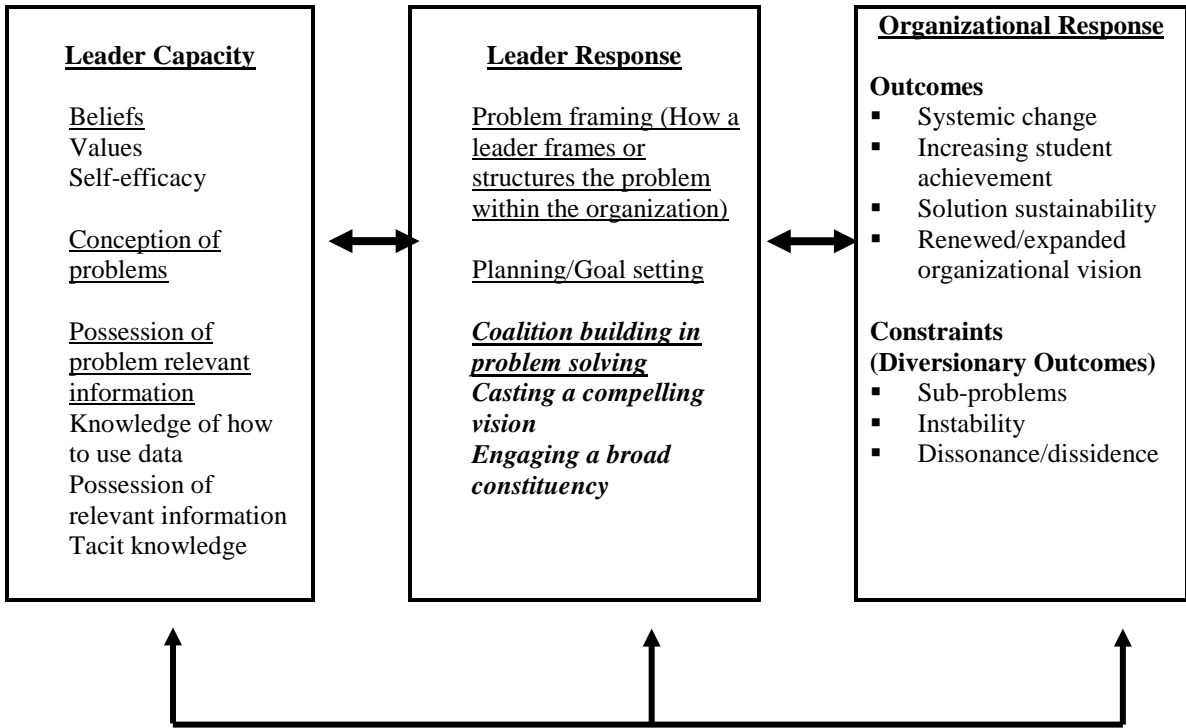 Leader Capacity
Beliefs
Values
Self-efficacy
Conception of
problems
Possession of
problem relevant
information
Knowledge of how
to use data
Possession of
relevant information
Tacit knowledge
Leader Response
Problem framing (How a
leader frames or
structures the problem
within the organization)
Planning/Goal setting
Coalition building in
problem solving
Casting a compelling
vision
Engaging a broad
constituency
Organizational Response
Outcomes
▪ Systemic change
▪ Increasing student
achievement
▪ Solution sustainability
▪ Renewed/expanded
organizational vision
Constraints
(Diversionary Outcomes)
▪ Sub-problems
▪ Instability
▪ Dissonance/dissidence